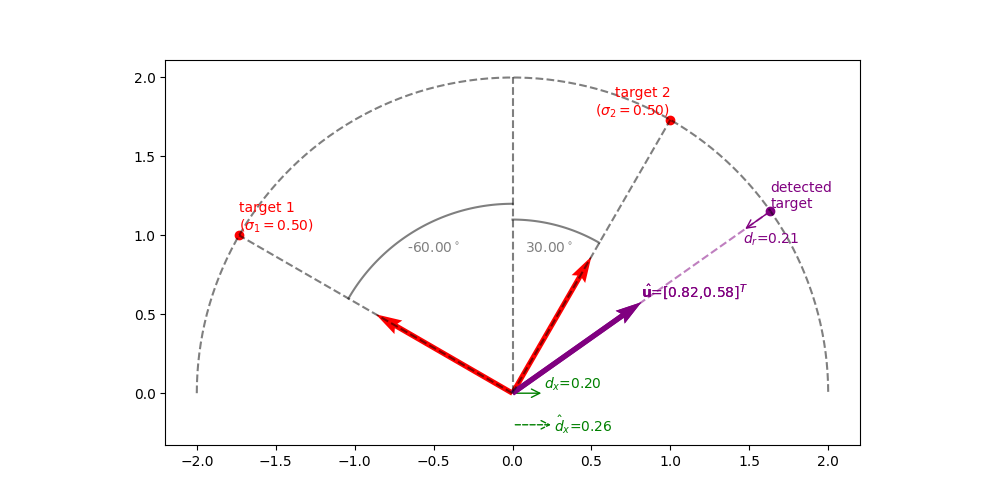 2.0
1.5
1.0
0.5
0.0
target 2
(σ₂ = 0.50)
detected
target
target 1
(σ₁ = 0.50)
-60.00°
30.00°
dᵣ=0.21
û=[0.82,0.58]ᵀ
dₓ=0.20
d̂ₓ=0.26
−2.0 −1.5 −1.0 −0.5 0.0 0.5 1.0 1.5 2.0